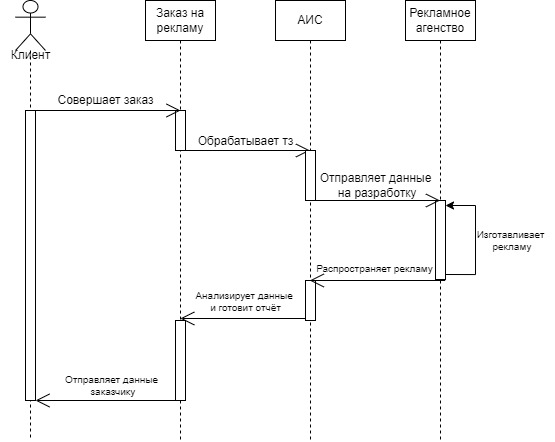 Клиент
Заказ на
рекламу
АИС
Рекламное
агенство
Совершает заказ
Обрабатывает тз
Отправляет данные
на разработку
Изготавливает
рекламу
Распространяет рекламу
Анализирует данные
и готовит отчёт
Отправляет данные
заказчику